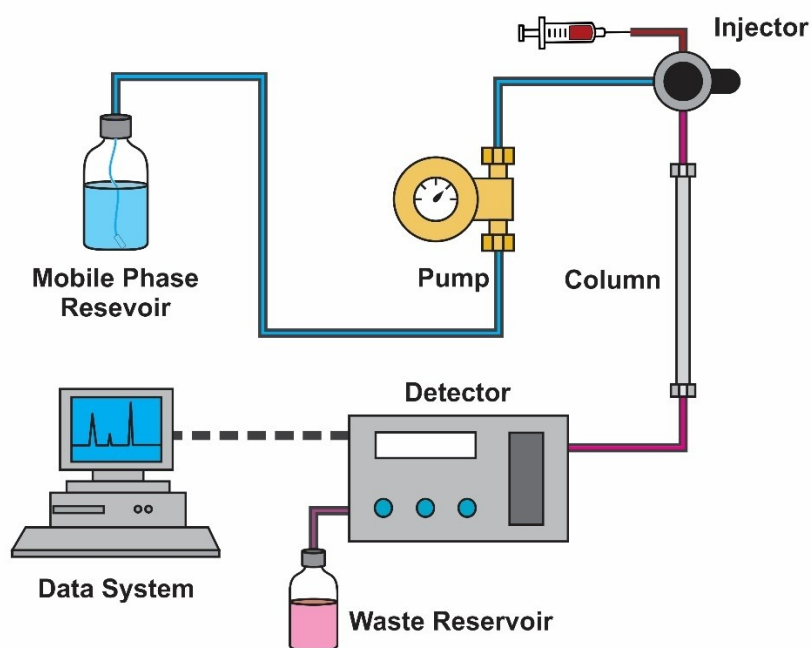 Injector
Mobile Phase
Resevoir
Pump
Column
Detector
Data System
Waste Reservoir